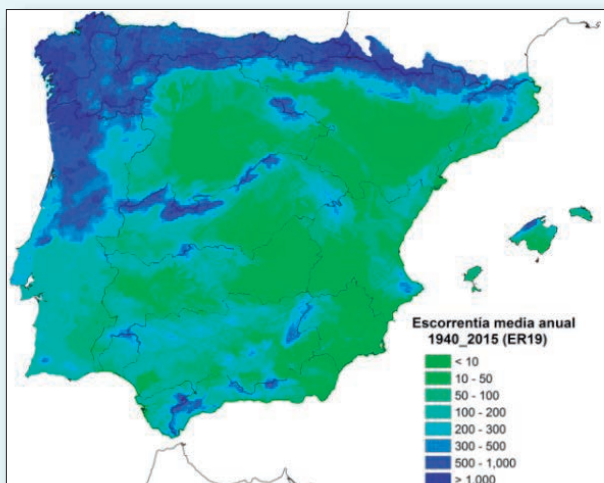 Escorrentía media anual
1940_2015 (ER19)
< 10
10 - 50
50 - 100
100 - 200
200 - 300
300 - 500
500 - 1,000
> 1,000